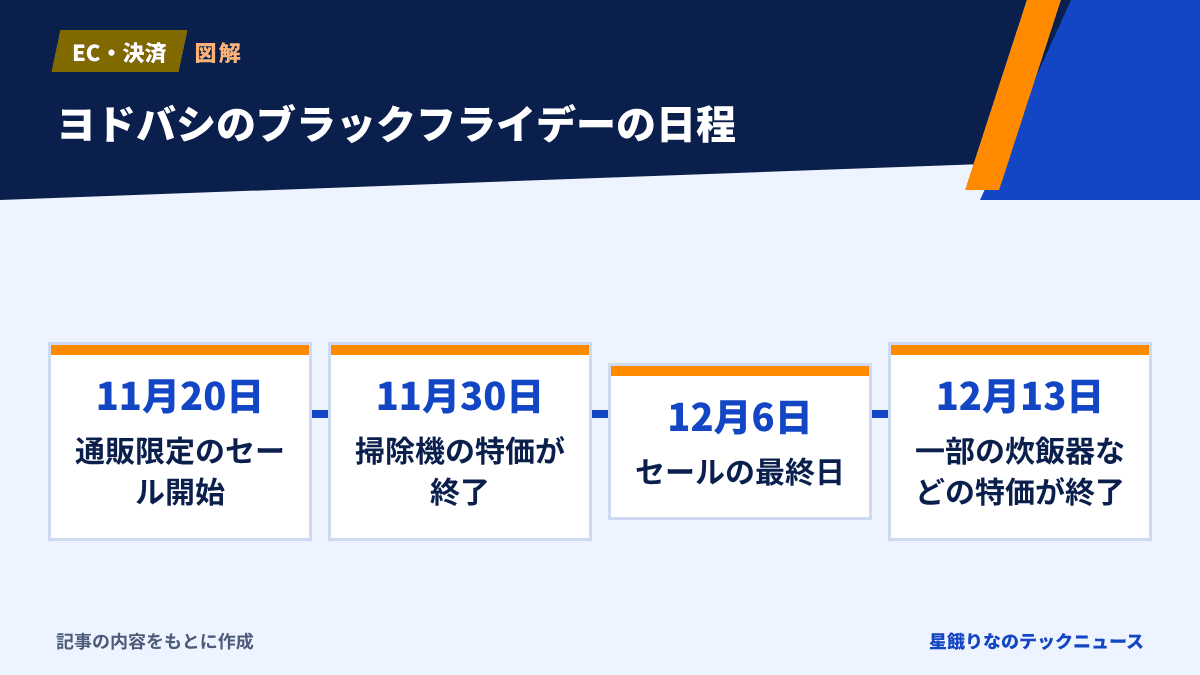 EC・決済 図解
ヨドバシのブラックフライデーの日程
11月20日
通販限定のセー
ル開始
11月30日
掃除機の特価が
終了
12月6日
セールの最終日
12月13日
一部の炊飯器な
どの特価が終了
記事の内容をもとに作成
星餓りなのテックニュース